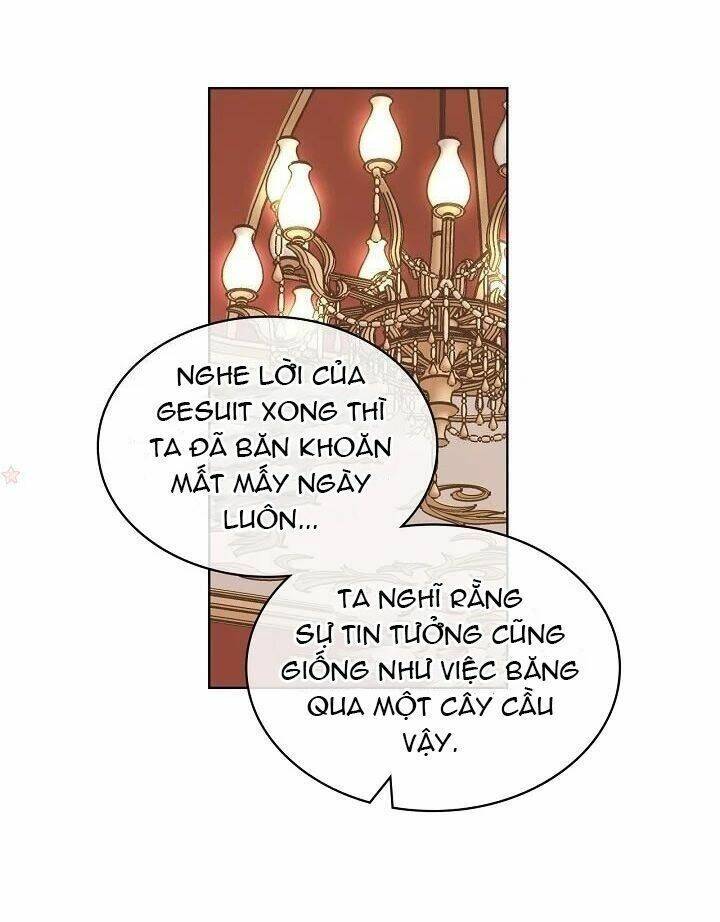 NGHE LỜI CỦA
GESUIT XONG THÌ
TA ĐÃ BĂN KHOĂN
MẤT MẤY NGÀY
LUÔN...
TA NGHĨ RẰNG
SỰ TIN TƯỞNG CŨNG
GIỐNG NHƯ VIỆC BĂNG
QUA MỘT CÂY CẦU
VẬY.